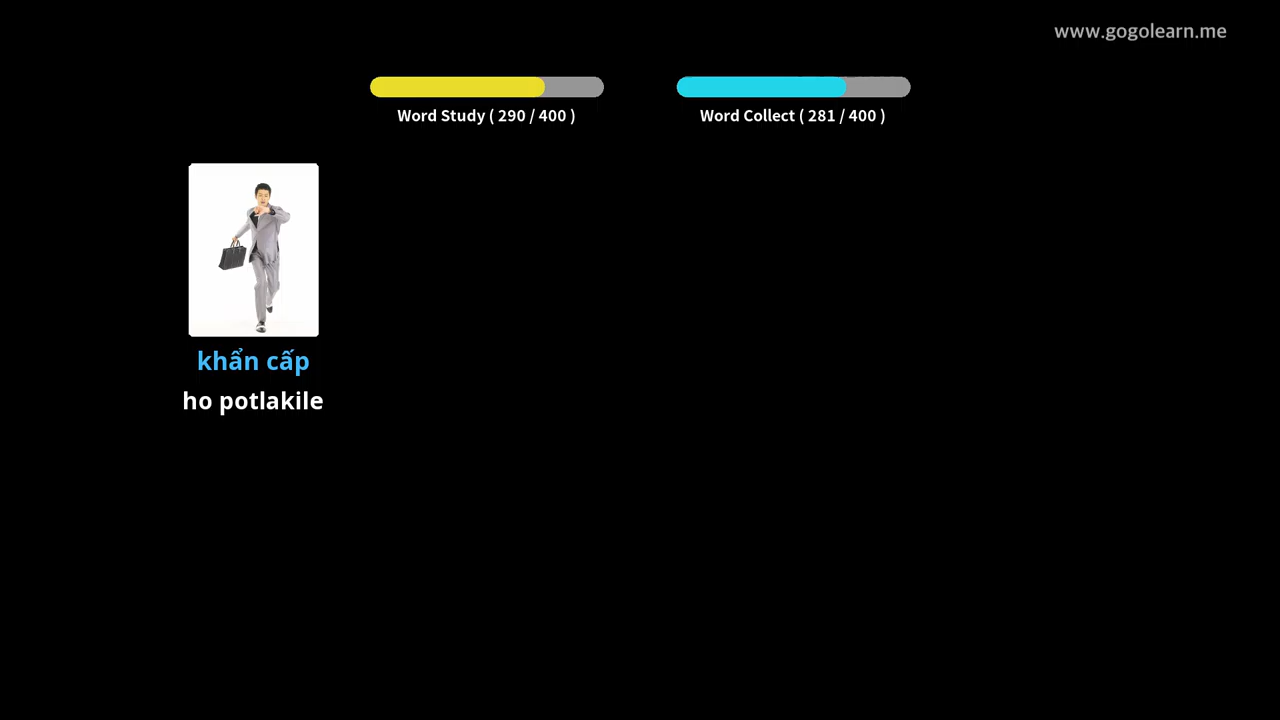 www.gogolearn.me
Word Study ( 290 / 400 )
Word Collect ( 281 / 400 )
khẩn cấp
ho potlakile